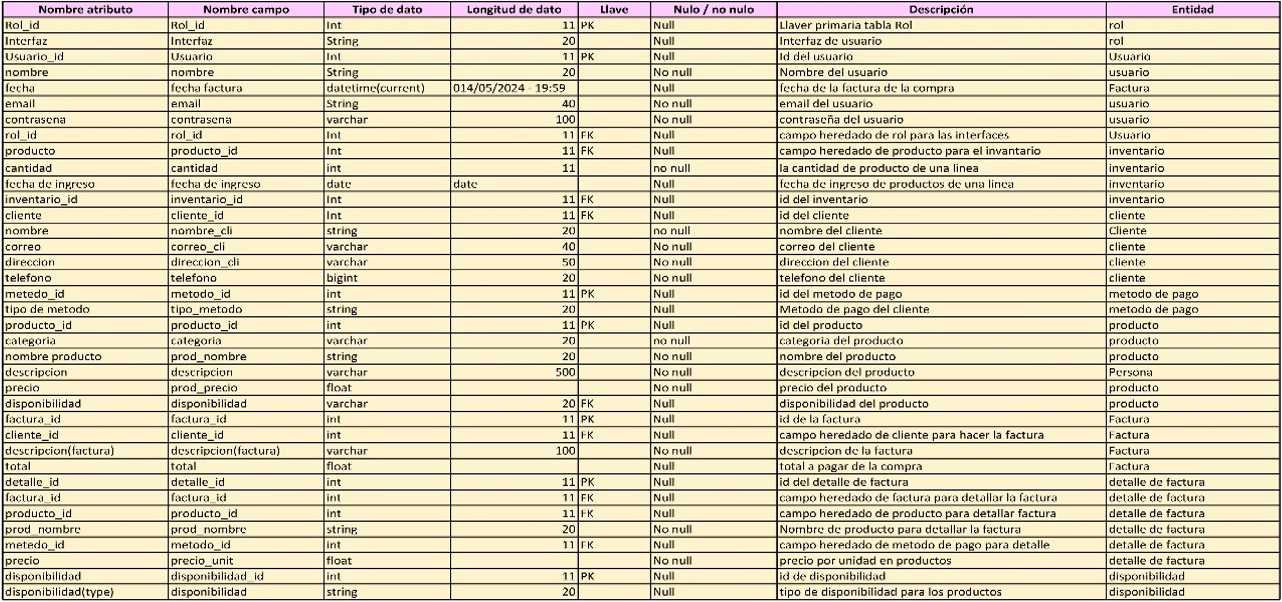 Nombre atributo Nombre campo Tipo de dato Longitud de dato Llave Nulo / no nulo Descripción Entidad
Rol_id Rol_id Int 11 PK Null Llaver primaria tabla Rol rol
Interfaz Interfaz String 20 Null Interfaz de usuario rol
Usuario_id Usuario Int 11 PK Null Id del usuario Usuario
nombre nombre String 20 No null Nombre del usuario usuario
fecha fecha factura datetime(current) 014/05/2024 - 19:59 Null fecha de la factura de la compra Factura
email email String 40 No null email del usuario usuario
contrasena contrasena varchar 100 No null contraseña del usuario usuario
rol_id rol_id Int 11 FK Null campo heredado de rol para las interfaces Usuario
producto producto_id Int 11 FK Null campo heredado de producto para el invantario inventario
cantidad cantidad int 11 no null la cantidad de producto de una linea inventario
fecha de ingreso fecha de ingreso date date Null fecha de ingreso de productos de una linea inventario
inventario_id inventario_id Int 11 FK Null id del inventario inventario
cliente cliente_id Int 11 FK Null id del cliente cliente
nombre nombre_cli string 20 no null nombre del cliente Cliente
correo correo_cli varchar 40 No null correo del cliente cliente
direccion direccion_cli varchar 50 No null direccion del cliente cliente
telefono telefono bigint 20 No null telefono del cliente cliente
metedo_id metodo_id int 11 PK Null id del metodo de pago metodo de pago
tipo de metodo tipo_metodo string 20 Null Metodo de pago del cliente metodo de pago
producto_id producto_id int 11 PK Null id del producto producto
categoria categoria varchar 20 no null categoria del producto producto
nombre producto prod_nombre string 20 No null nombre del producto producto
descripcion descripcion varchar 500 No null descripcion del producto Persona
precio prod_precio float No null precio del producto producto
disponibilidad disponibilidad varchar 20 FK No null disponibilidad del producto producto
factura_id factura_id int 11 PK Null id de la factura Factura
cliente_id cliente_id int 11 FK Null campo heredado de cliente para hacer la factura Factura
descripcion(factura) descripcion(factura) varchar 100 No null descripcion de la factura Factura
total total float Null total a pagar de la compra Factura
detalle_id detalle_id int 11 PK Null id del detalle de factura detalle de factura
factura_id factura_id int 11 FK Null campo heredado de factura para detallar la factura detalle de factura
producto_id producto_id int 11 FK Null campo heredado de producto para detallar factura detalle de factura
prod_nombre prod_nombre string 20 No null Nombre de producto para detallar la factura detalle de factura
metedo_id metodo_id int 11 FK Null campo heredado de metodo de pago para detalle detalle de factura
precio precio_unit float No null precio por unidad en productos detalle de factura
disponibilidad disponibilidad_id int 11 PK Null id de disponibilidad disponibilidad
disponibilidad(type) disponibilidad string 20 Null tipo de disponibilidad para los productos disponibilidad